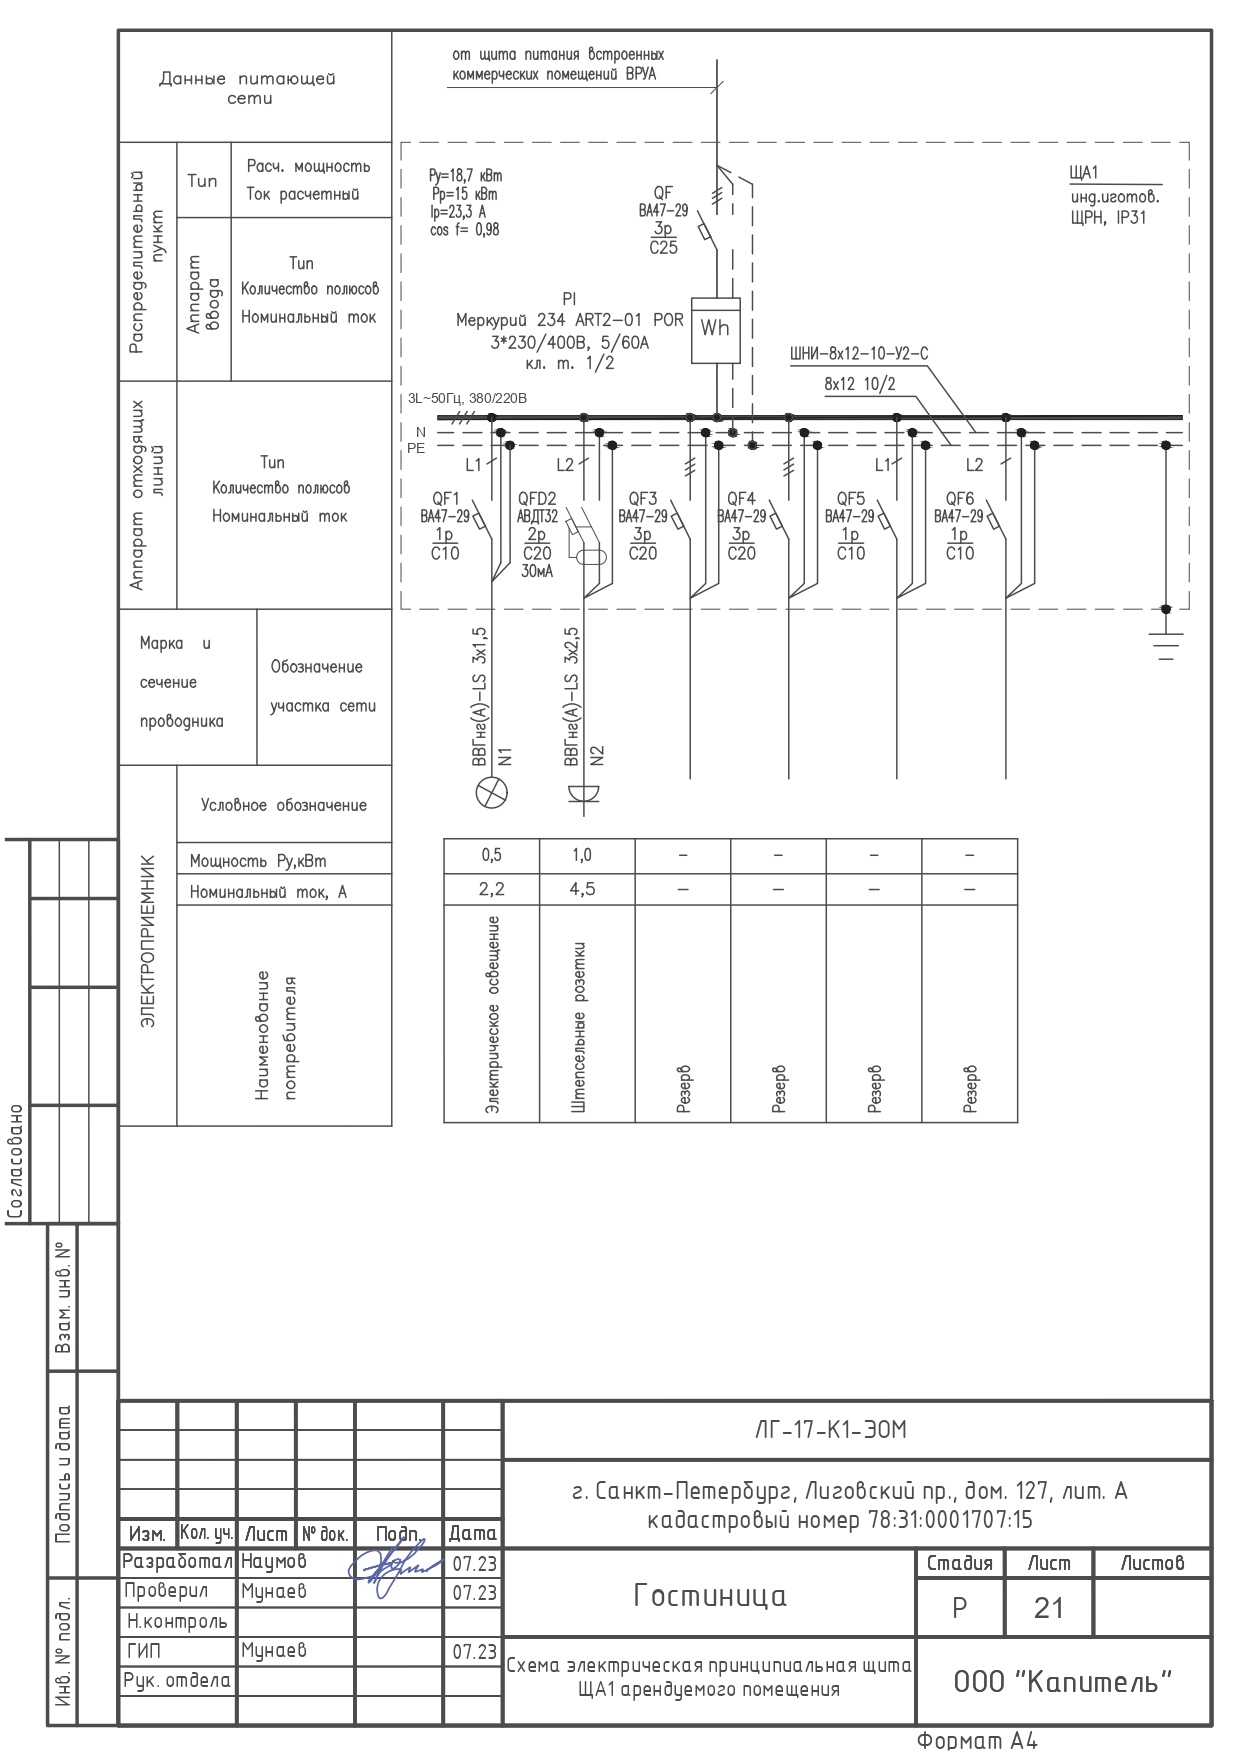 от щита питания встроенных
коммерческих помещений ВРУА
Данные питающей
сети
Распределительный
пункт
Тип
Расч. мощность
Ток расчетный
Аппарат
ввода
Тип
Количество полюсов
Номинальный ток
Ру=18,7 кВт
Рр=15 кВт
Iр=23,3 А
cos f= 0,98
QF
ВА47-29
3р
С25
ЩА1
инд.иготов.
ЩРН, IP31
PI
Меркурий 234 ART2-01 POR
3*230/400В, 5/60А
кл. т. 1/2
Wh
ШНИ-8х12-10-У2-С
8х12 10/2
3L~50Гц, 380/220В
N
PE
Аппарат отходящих
линий
Тип
Количество полюсов
Номинальный ток
L1
L2
L1
L2
QF1
ВА47-29
1р
С10
QFD2
АВДТ32
2р
С20
30мА
QF3
ВА47-29
3р
С20
QF4
ВА47-29
3р
С20
QF5
ВА47-29
1р
С10
QF6
ВА47-29
1р
С10
Марка и
сечение
проводника
Обозначение
участка сети
ВВГнг(А)-LS 3х1,5
N1
ВВГнг(А)-LS 3х2,5
N2
ЭЛЕКТРОПРИЕМНИК
Условное обозначение
Мощность Ру,кВт
0,5 1,0 – – – –
Номинальный ток, А
2,2 4,5 – – – –
Наименование
потребителя
Электрическое освещение
Штепсельные розетки
Резерв
Резерв
Резерв
Резерв
Согласовано
Взам. инв. №
Подпись и дата
Инв. № подл.
ЛГ-17-К1-ЭОМ
г. Санкт-Петербург, Лиговский пр., дом. 127, лит. А
кадастровый номер 78:31:0001707:15
Изм. Кол. уч. Лист № док. Подп. Дата
Разработал Наумов 07.23
Проверил Мунаев 07.23
Н.контроль
ГИП Мунаев 07.23
Рук. отдела
Гостиница
Стадия Лист Листов
Р 21
Схема электрическая принципиальная щита
ЩА1 арендуемого помещения
ООО "Капитель"
Формат А4